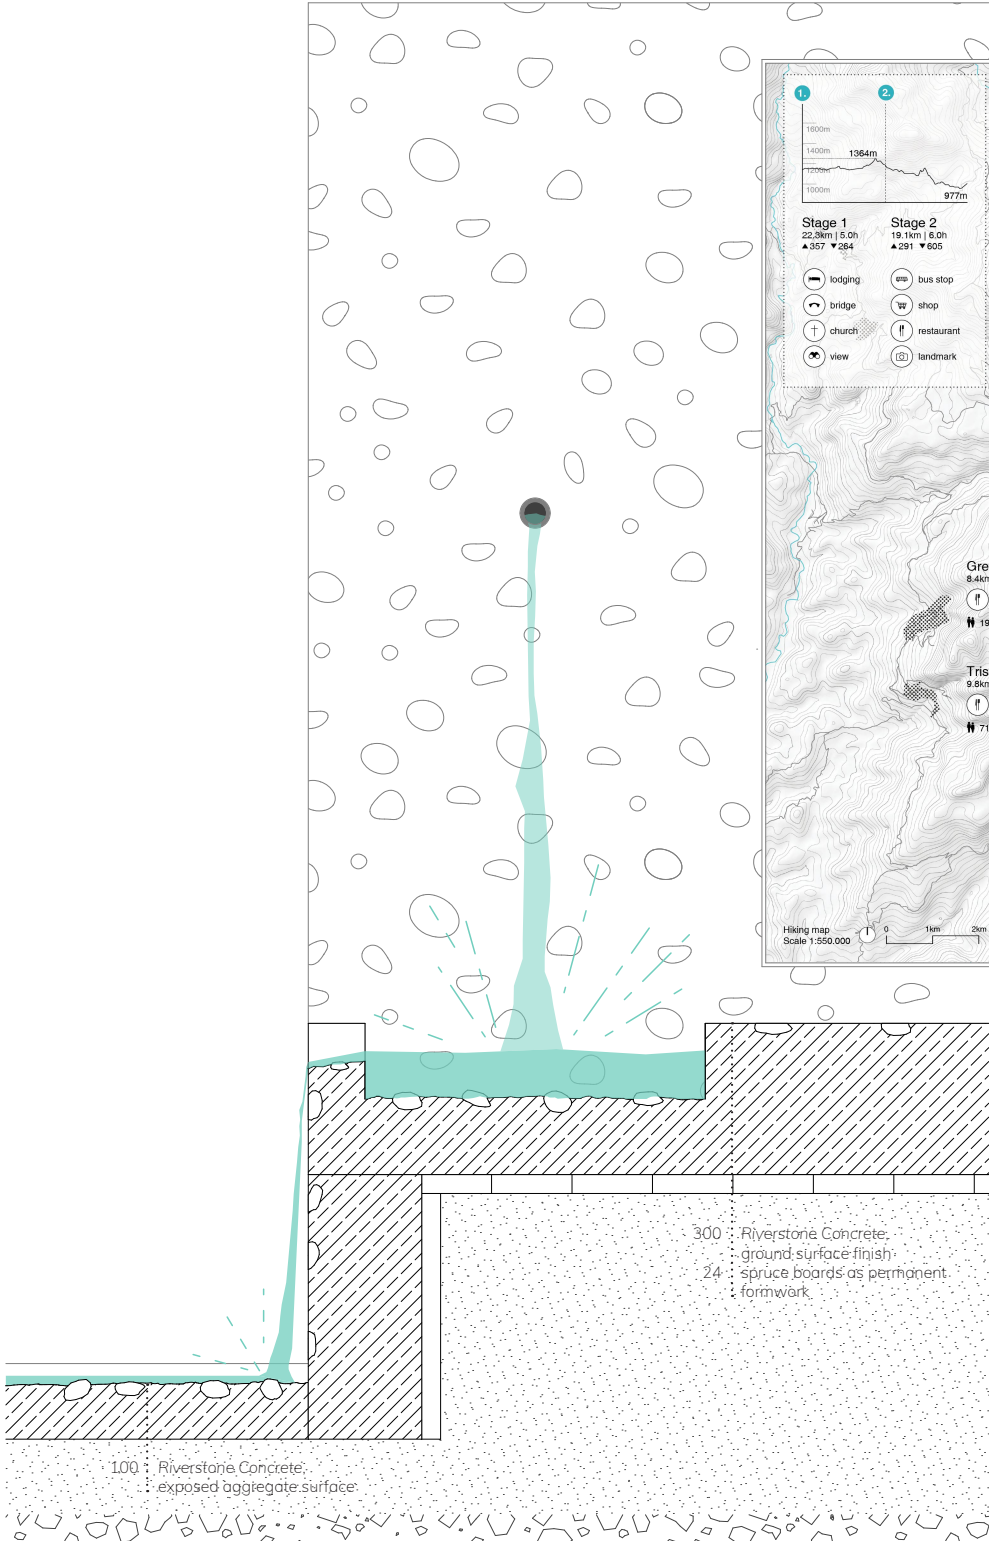 1.
2.
1600m
1400m
1364m
1200m
1000m
977m
Stage 1
22.3km | 5.0h
▲357 ▼264
Stage 2
19.1km | 6.0h
▲291 ▼605
lodging
bus stop
bridge
shop
church
restaurant
view
landmark
Gre
8.4km
19
Tris
9.8km
71
Hiking map
Scale 1:550.000
0 1km 2km
300 Riverstone Concrete,
ground surface finish
24 spruce boards as permanent
formwork
100 Riverstone Concrete,
exposed aggregate surface